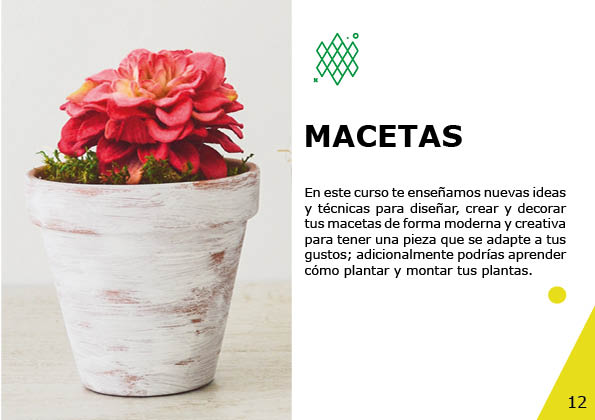 MACETAS
En este curso te enseñamos nuevas ideas
y técnicas para diseñar, crear y decorar
tus macetas de forma moderna y creativa
para tener una pieza que se adapte a tus
gustos; adicionalmente podrías aprender
cómo plantar y montar tus plantas.
12